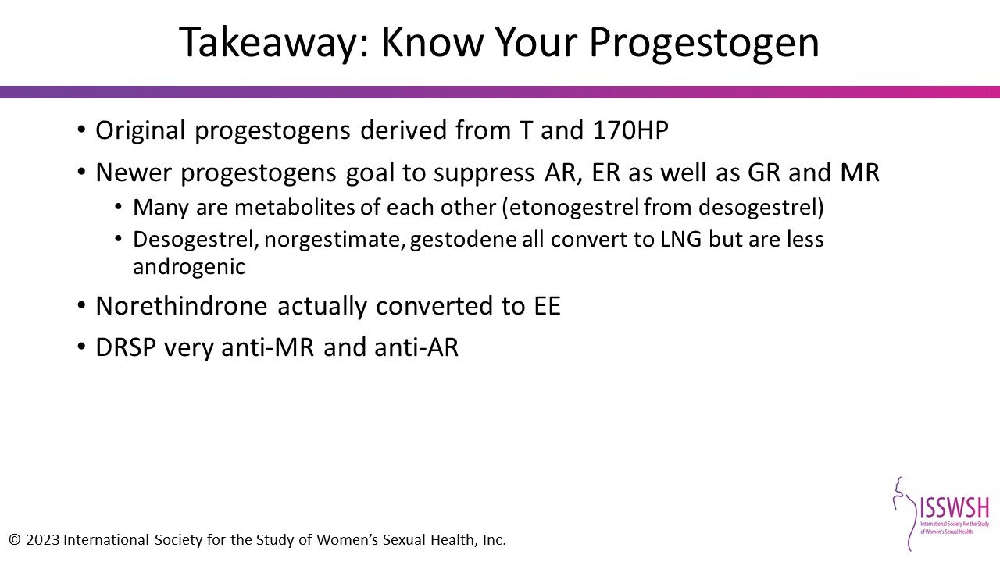 Takeaway: Know Your Progestogen
• Original progestogens derived from T and 170HP
• Newer progestogens goal to suppress AR, ER as well as GR and MR
• Many are metabolites of each other (etonogestrel from desogestrel)
• Desogestrel, norgestimate, gestodene all convert to LNG but are less
androgenic
• Norethindrone actually converted to EE
• DRSP very anti-MR and anti-AR
ISSWSH
International Society for the Study
of Women's Sexual Health
© 2023 International Society for the Study of Women’s Sexual Health, Inc.